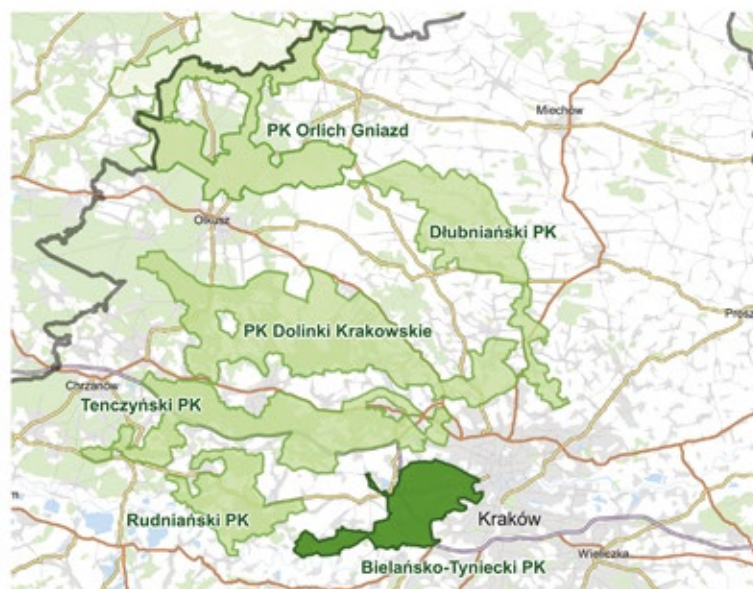 Miechów
PK Orlich Gniazd
Olkusz
Dłubniański PK
PK Dolinki Krakowskie
Prosz
Chrzanów
Tenczyński PK
Rudniański PK
Kraków
Wieliczka
Bielańsko-Tyniecki PK